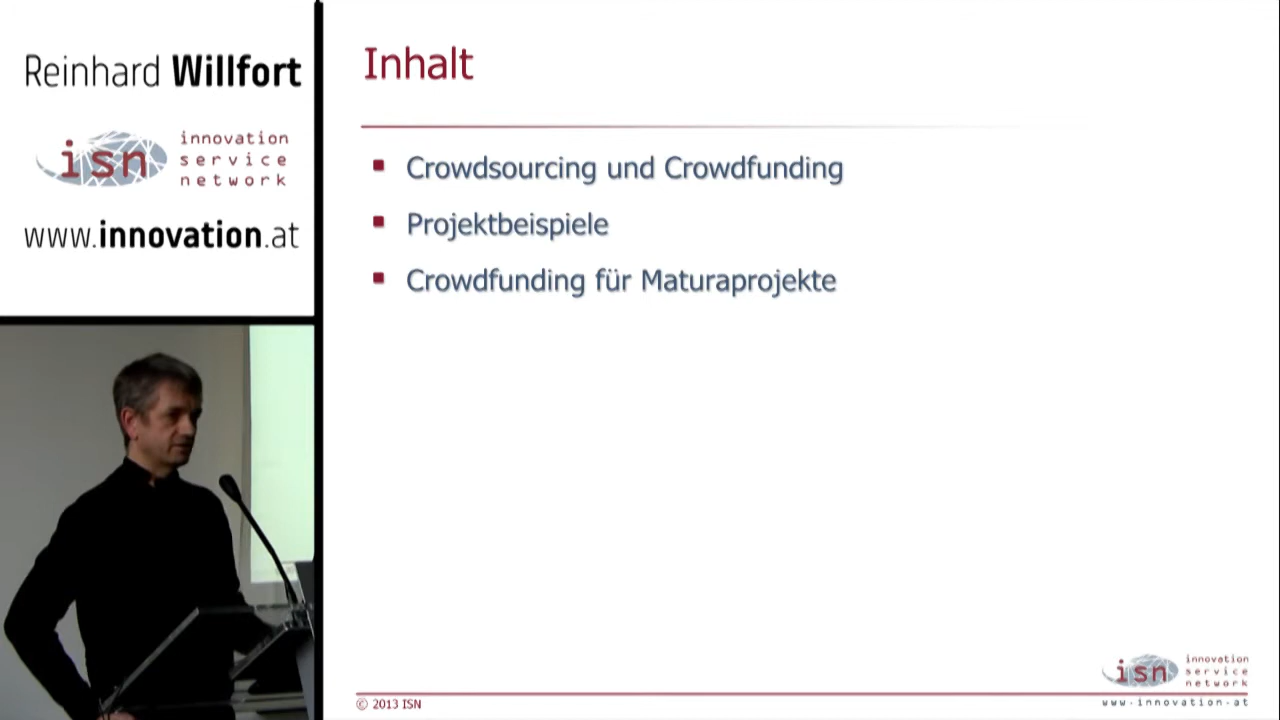 Reinhard Willfort
isn innovation
service
network
www.innovation.at
Inhalt
Crowdsourcing und Crowdfunding
Projektbeispiele
Crowdfunding für Maturaprojekte
© 2013 ISN
isn innovation
service
network
www.innovation.at